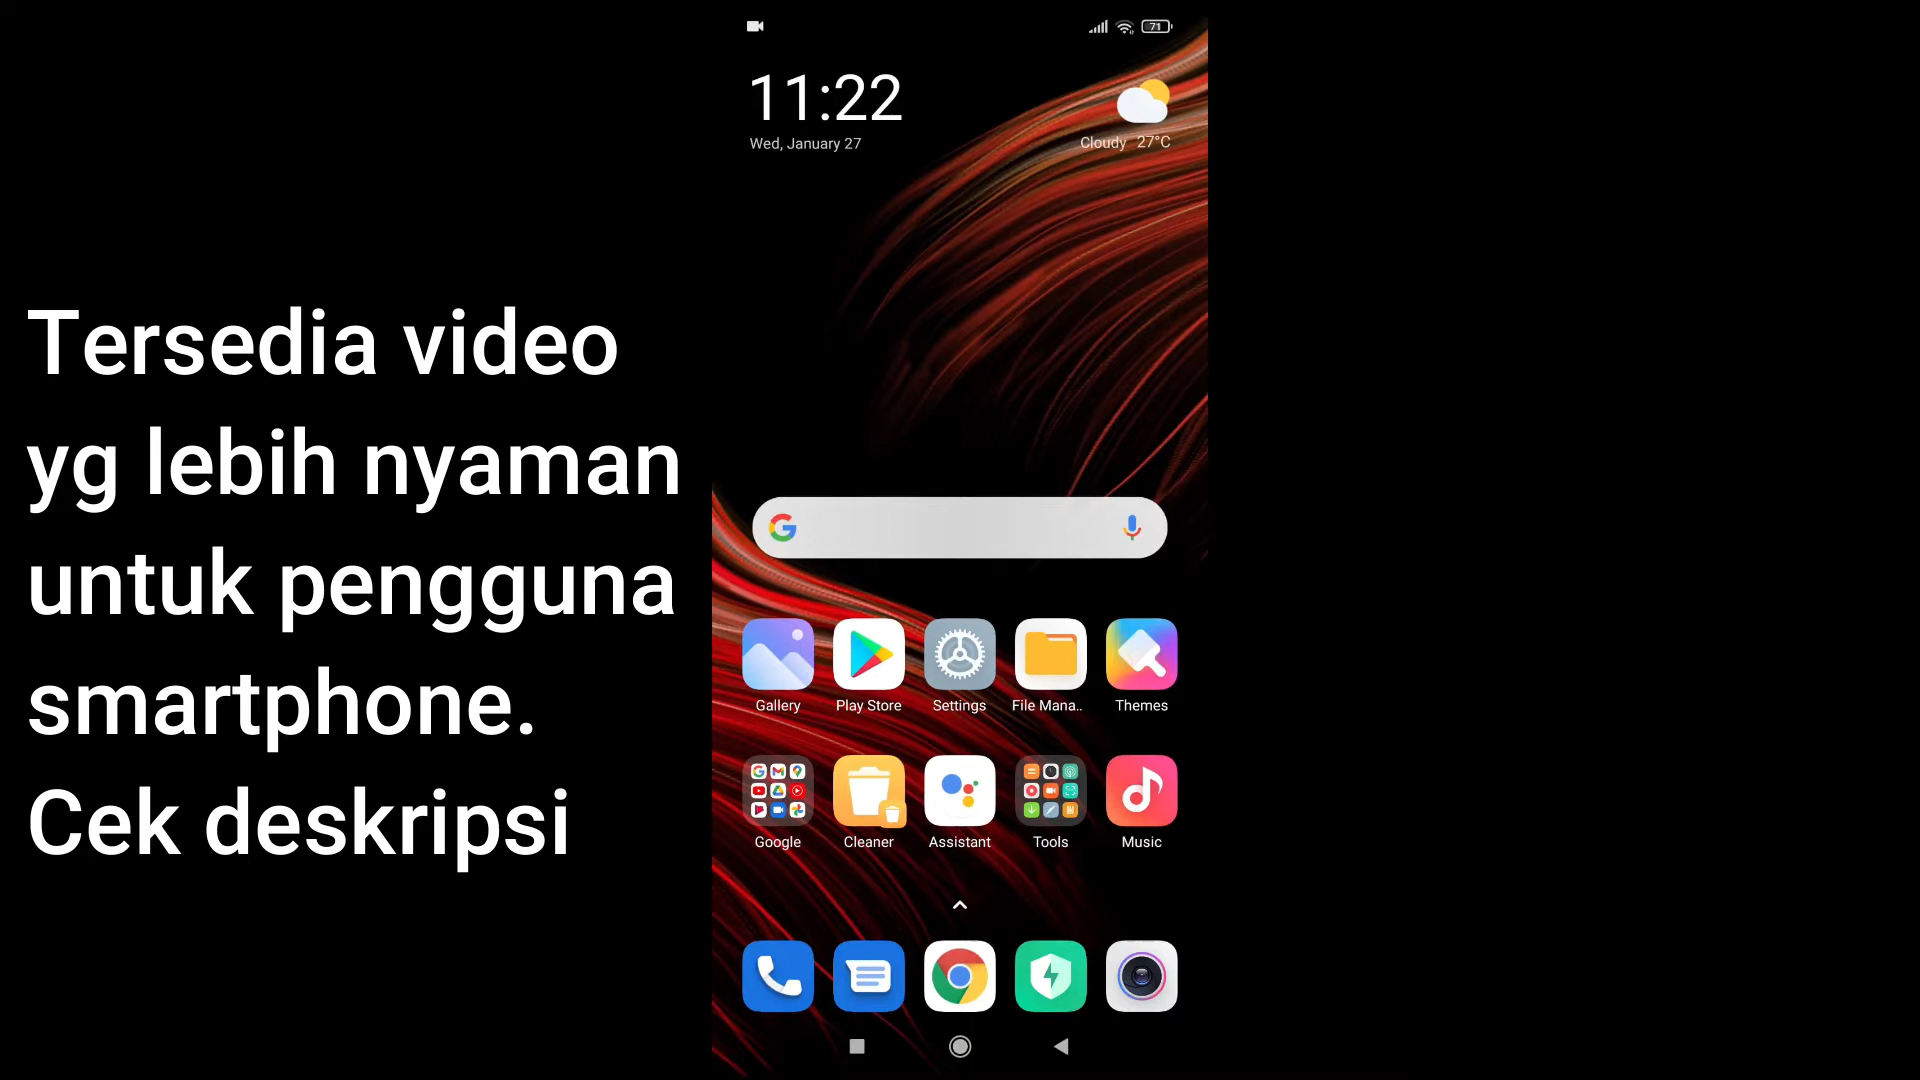 71
11:22
Wed, January 27
Cloudy 27°C
Tersedia video
yg lebih nyaman
untuk pengguna
smartphone.
Cek deskripsi
Gallery
Play Store
Settings
File Mana..
Themes
Google
Cleaner
Assistant
Tools
Music